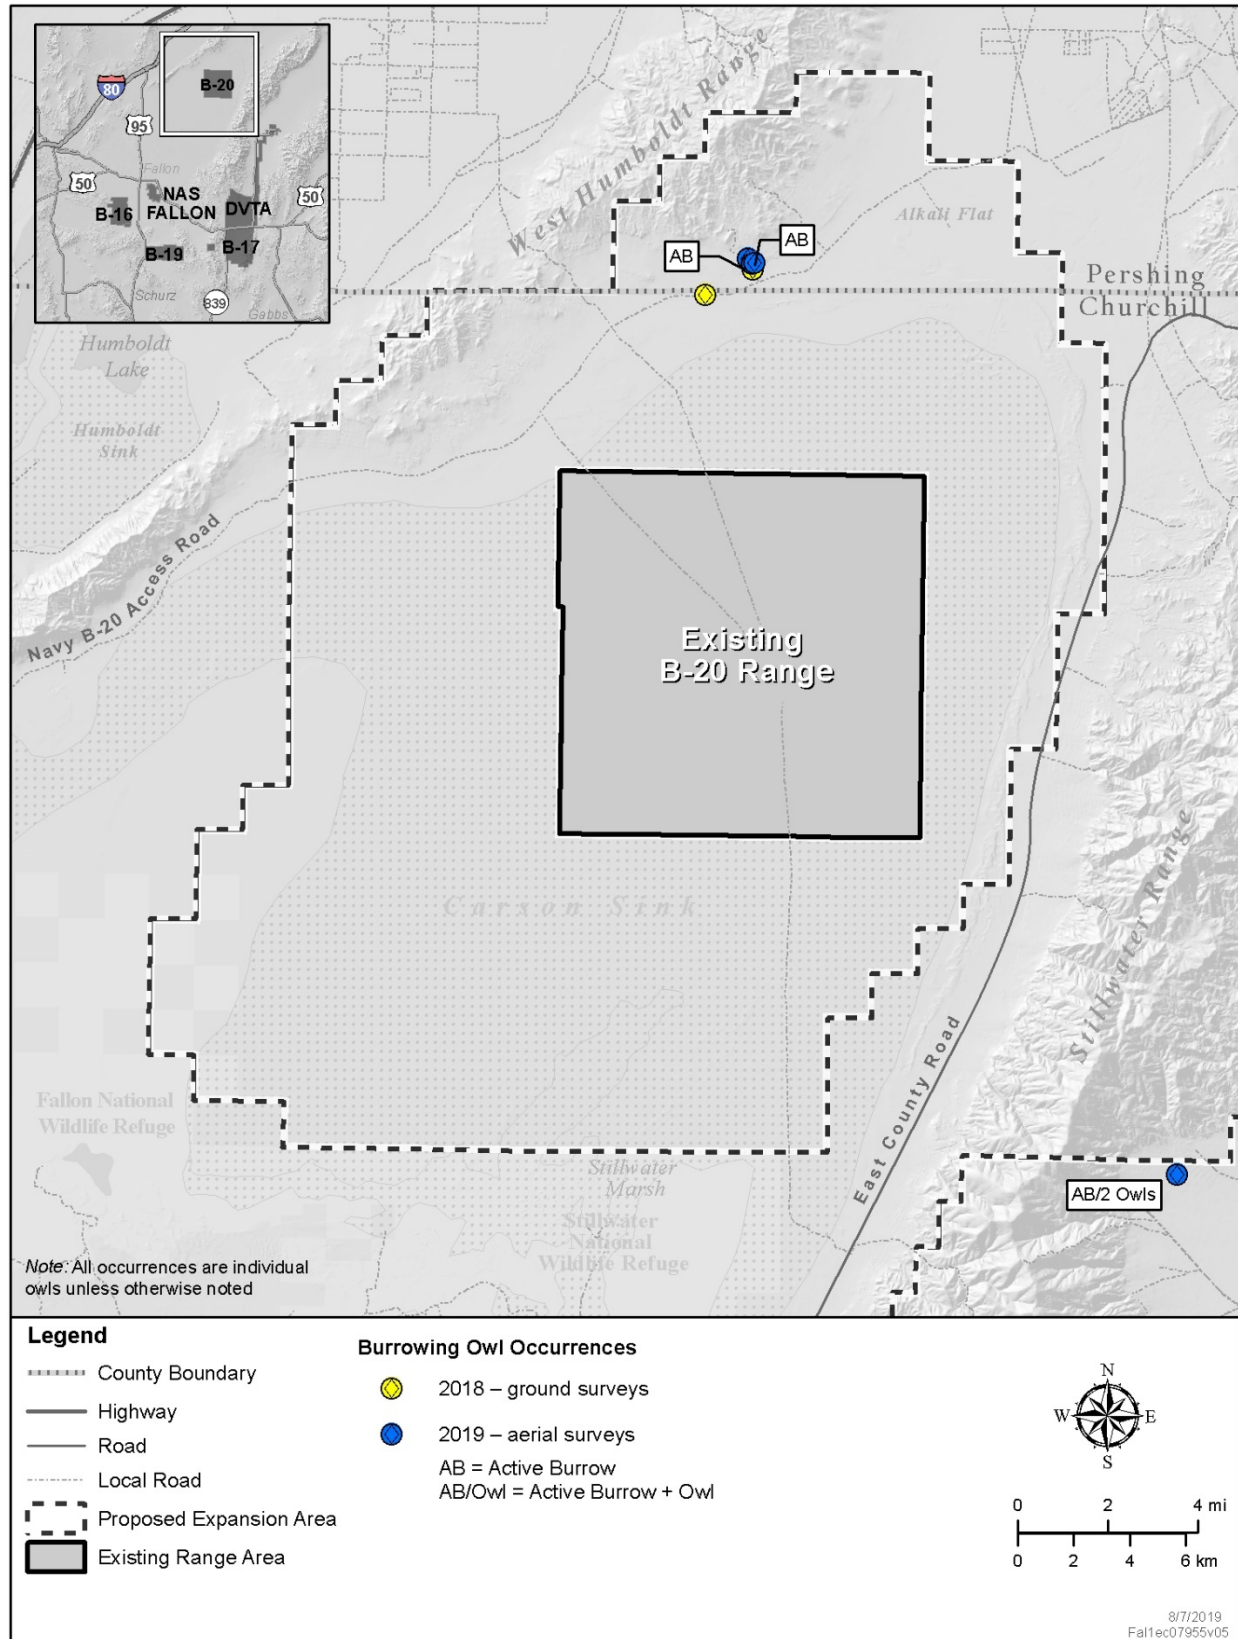 80
B-20
95
Fallon
50
NAS
FALLON
DVTA
50
B-16
B-19
B-17
Schurz
839
Gabbs
West Humboldt Range
Alkali Flat
AB
AB
Pershing
Churchill
Humboldt
Lake
Humboldt
Sink
Navy B-20 Access Road
Existing
B-20 Range
Carson Sink
Stillwater Range
East County Road
Fallon National
Wildlife Refuge
Stillwater
Marsh
Stillwater
National
Wildlife Refuge
AB/2 Owls
Note: All occurrences are individual
owls unless otherwise noted
Legend
County Boundary
Highway
Road
Local Road
Proposed Expansion Area
Existing Range Area
Burrowing Owl Occurrences
2018 – ground surveys
2019 – aerial surveys
AB = Active Burrow
AB/Owl = Active Burrow + Owl
N
W
E
S
0 2 4 mi
0 2 4 6 km
8/7/2019
Fal1ec07955v05